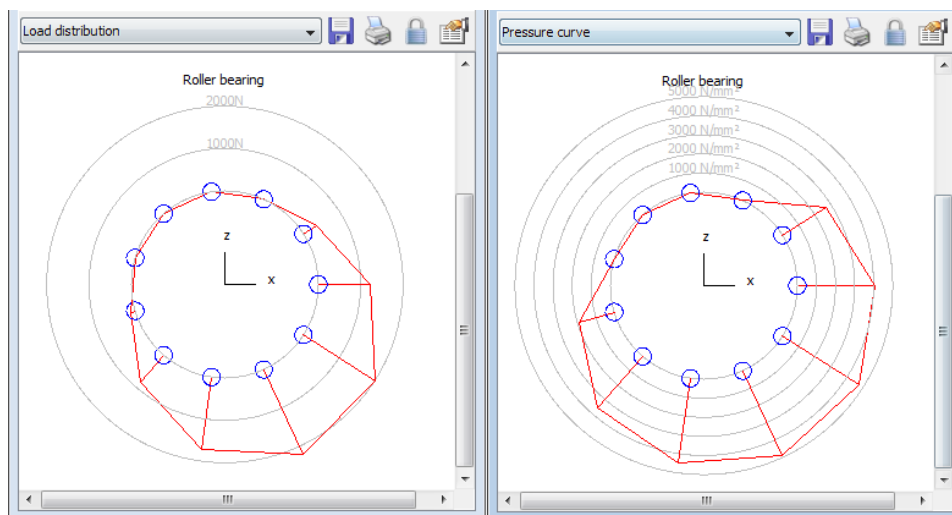 Load distribution
Roller bearing
2000N
1000N
z
x
Pressure curve
Roller bearing
5000 N/mm²
4000 N/mm²
3000 N/mm²
2000 N/mm²
1000 N/mm²
z
x